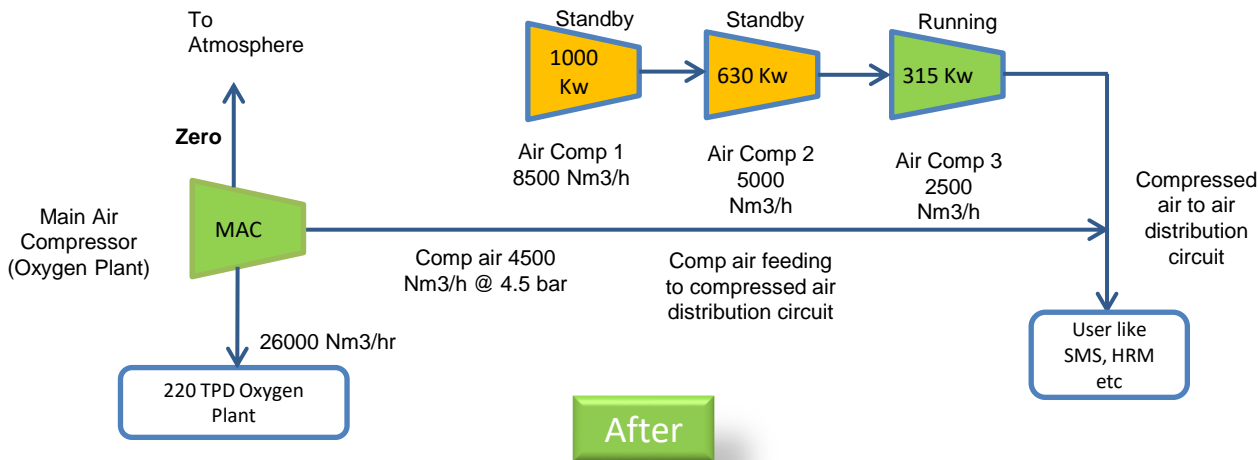 To
Atmosphere
Standby
Standby
Running
1000
Kw
630 Kw
315 Kw
Zero
Air Comp 1
8500 Nm3/h
Air Comp 2
5000
Nm3/h
Air Comp 3
2500
Nm3/h
Compressed
air to air
distribution
circuit
Main Air
Compressor
(Oxygen Plant)
MAC
Comp air 4500
Nm3/h @ 4.5 bar
Comp air feeding
to compressed air
distribution circuit
26000 Nm3/hr
220 TPD Oxygen
Plant
User like
SMS, HRM
etc
After